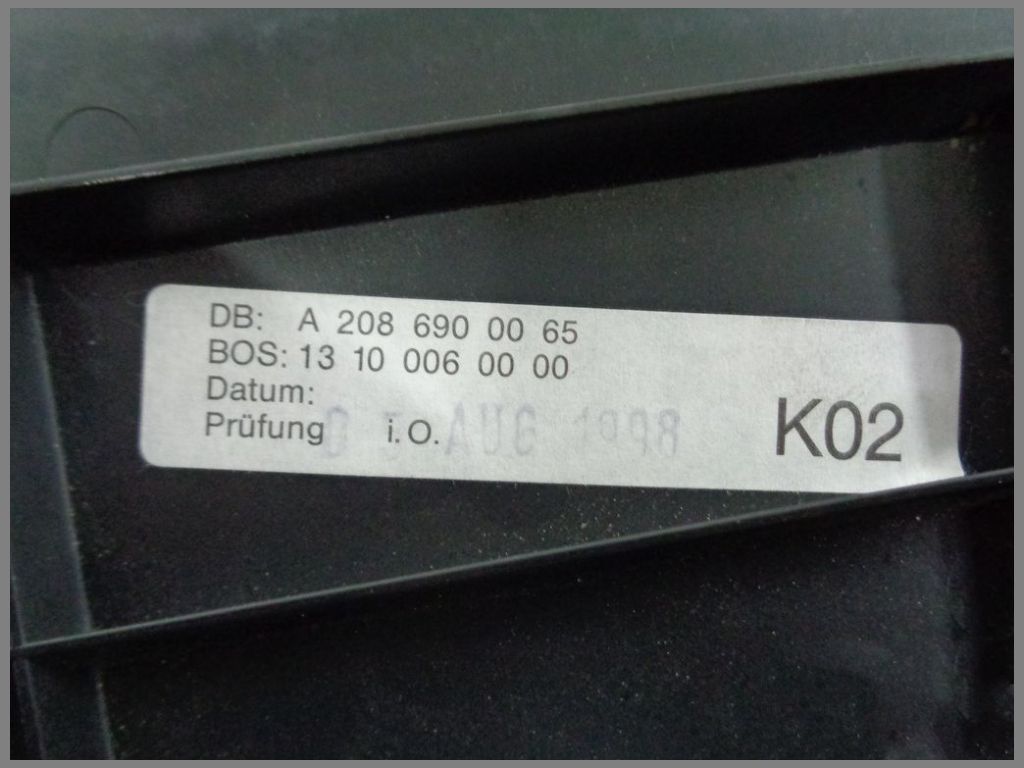 DB: A 208 690 00 65
BOS: 13 10 006 00 00
Datum:
Prüfung i.O. AUG 1998
K02